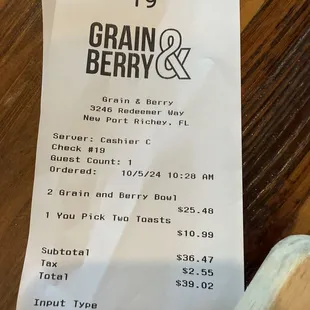 19
GRAIN
BERRY &
Grain & Berry
3246 Redeemer Way
New Port Richey, FL
Server: Cashier C
Check #19
Guest Count: 1
Ordered: 10/5/24 10:28 AM
2 Grain and Berry Bowl
$25.48
1 You Pick Two Toasts
$10.99
Subtotal $36.47
Tax $2.55
Total $39.02
Input Type